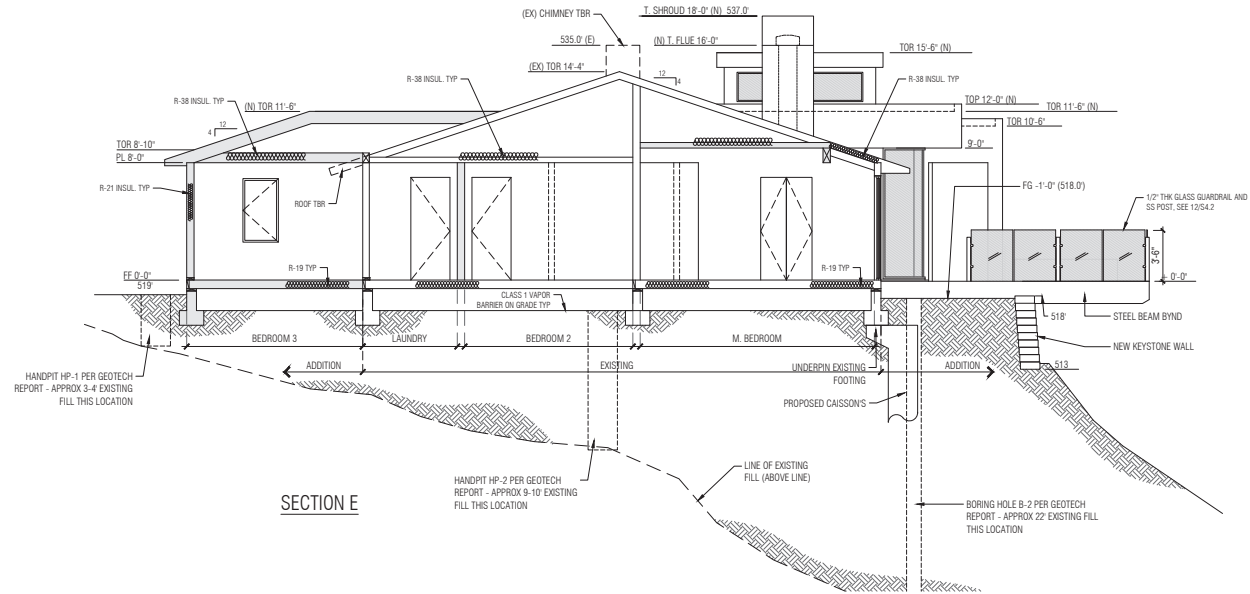 (EX) CHIMNEY TBR
T. SHROUD 18'-0" (N) 537.0'
535.0' (E)
(N) T. FLUE 16'-0"
TOR 15'-6" (N)
(EX) TOR 14'-4"
12
4
R-38 INSUL. TYP
R-38 INSUL. TYP
R-38 INSUL. TYP
(N) TOR 11'-6"
TOP 12'-0" (N)
TOR 11'-6" (N)
TOR 10'-6"
12
4
TOR 8'-10"
PL 8'-0"
9'-0"
R-21 INSUL. TYP
ROOF TBR
FG -1'-0" (518.0')
1/2" THK GLASS GUARDRAIL AND
SS POST, SEE 12/S4.2
3'-6"
FF 0'-0"
519'
R-19 TYP
R-19 TYP
0'-0"
CLASS 1 VAPOR
BARRIER ON GRADE TYP
518'
STEEL BEAM BYND
BEDROOM 3
LAUNDRY
BEDROOM 2
M. BEDROOM
NEW KEYSTONE WALL
ADDITION
EXISTING
UNDERPIN EXISTING
FOOTING
ADDITION
513
HANDPIT HP-1 PER GEOTECH
REPORT - APPROX 3-4' EXISTING
FILL THIS LOCATION
PROPOSED CAISSON'S
SECTION E
HANDPIT HP-2 PER GEOTECH
REPORT - APPROX 9-10' EXISTING
FILL THIS LOCATION
LINE OF EXISTING
FILL (ABOVE LINE)
BORING HOLE B-2 PER GEOTECH
REPORT - APPROX 22' EXISTING FILL
THIS LOCATION